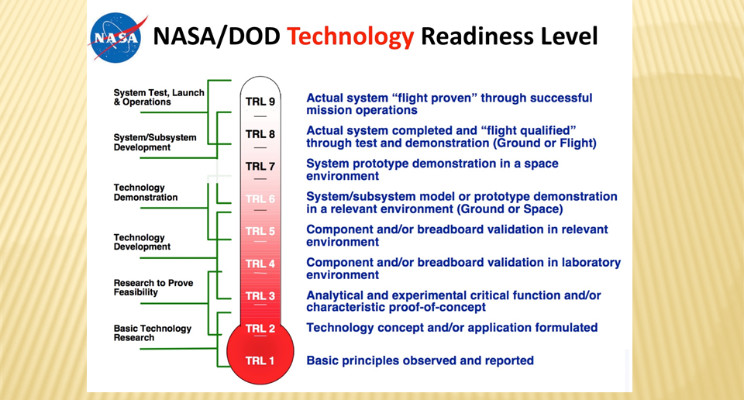 NASA
NASA/DOD Technology Readiness Level
System Test, Launch
& Operations
System/Subsystem
Development
Technology
Demonstration
Technology
Development
Research to Prove
Feasibility
Basic Technology
Research
TRL 9
Actual system “flight proven” through successful
mission operations
TRL 8
Actual system completed and “flight qualified”
through test and demonstration (Ground or Flight)
TRL 7
System prototype demonstration in a space
environment
TRL 6
System/subsystem model or prototype demonstration
in a relevant environment (Ground or Space)
TRL 5
Component and/or breadboard validation in relevant
environment
TRL 4
Component and/or breadboard validation in laboratory
environment
TRL 3
Analytical and experimental critical function and/or
characteristic proof-of-concept
TRL 2
Technology concept and/or application formulated
TRL 1
Basic principles observed and reported